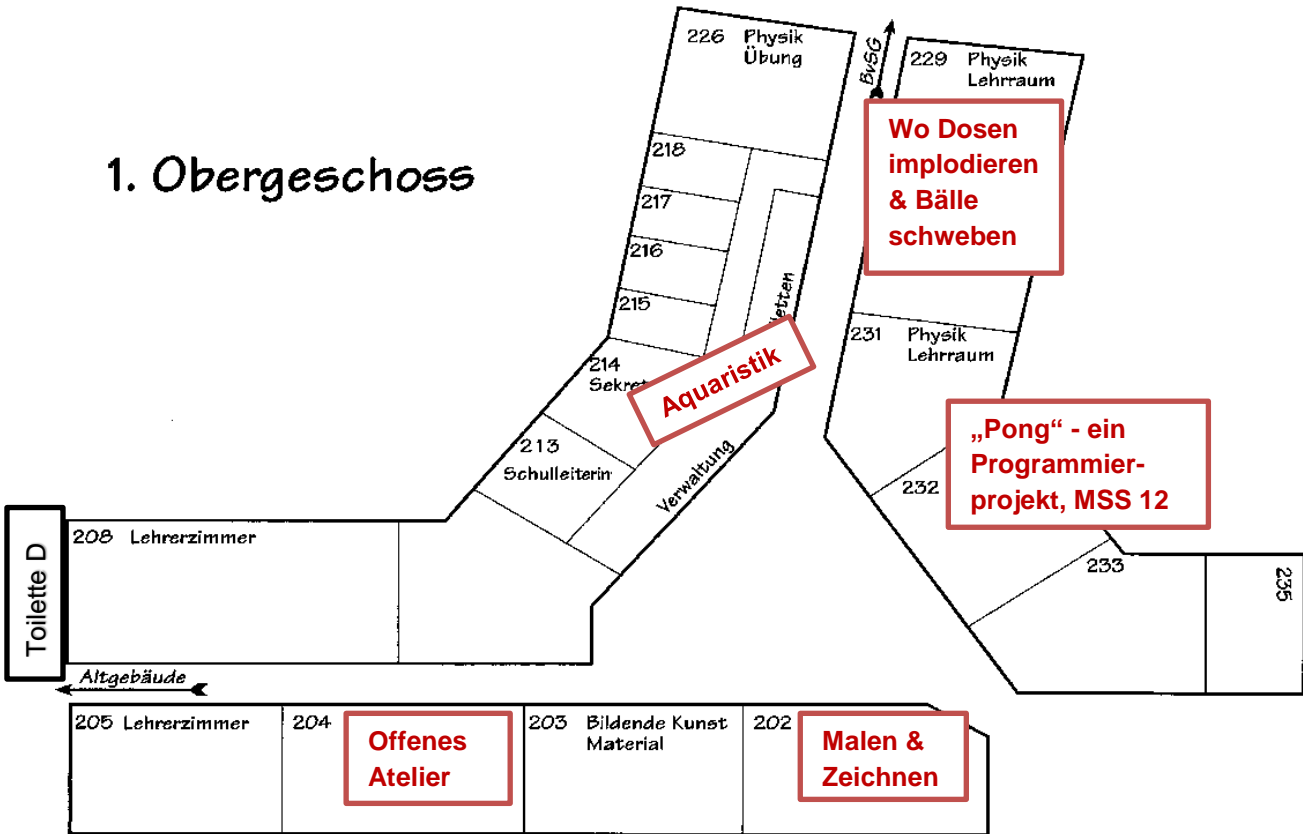 1. Obergeschoss
226 Physik
Übung
218
217
216
215
214
Sekret
213
Schulleiterin
Verwaltung
Aquaristik
BvSG
229 Physik
Lehrraum
Wo Dosen
implodieren
& Bälle
schweben
231 Physik
Lehrraum
„Pong“ - ein
Programmier-
projekt, MSS 12
232
233
235
Toilette D
208 Lehrerzimmer
Altgebäude
205 Lehrerzimmer
204
Offenes
Atelier
203 Bildende Kunst
Material
202
Malen &
Zeichnen